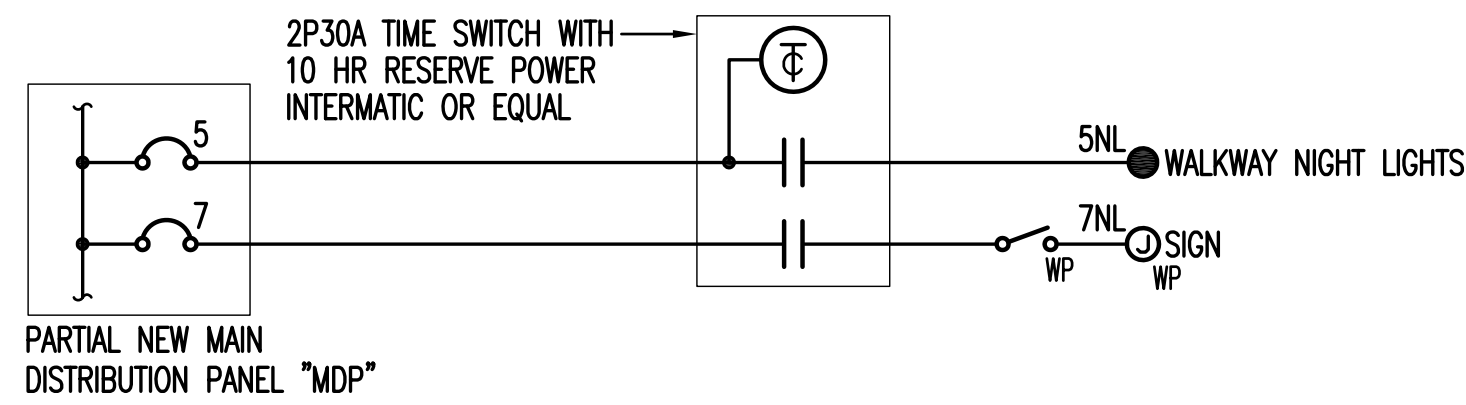 2P30A TIME SWITCH WITH
10 HR RESERVE POWER
INTERMATIC OR EQUAL
TC
5
5NL
WALKWAY NIGHT LIGHTS
7
7NL
J
SIGN
WP
WP
PARTIAL NEW MAIN
DISTRIBUTION PANEL "MDP"